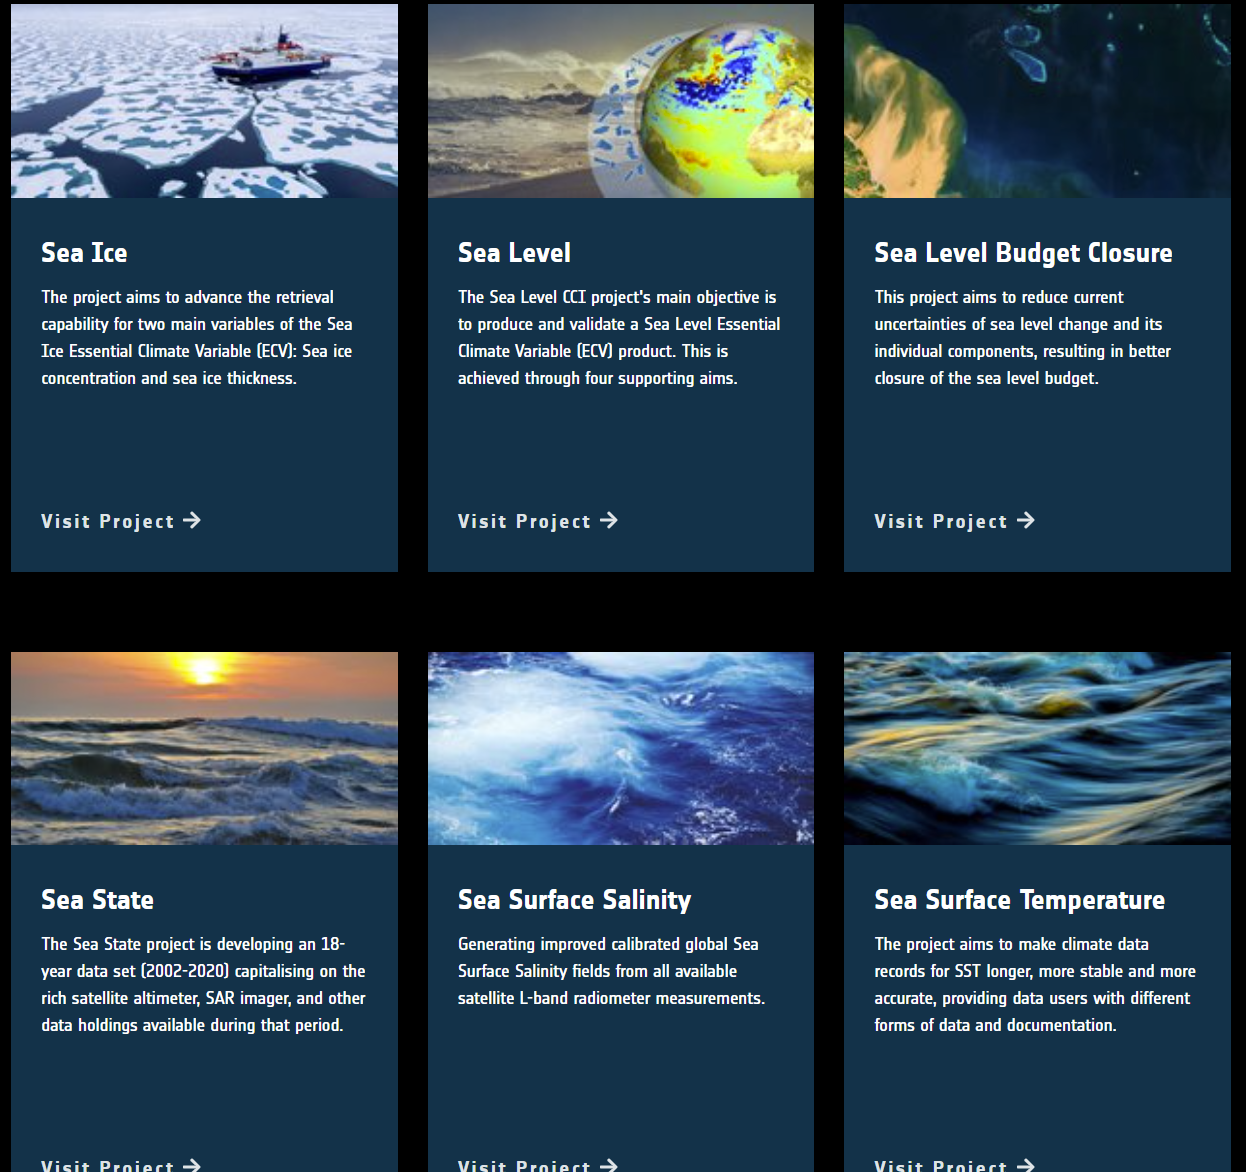 Sea Ice
The project aims to advance the retrieval
capability for two main variables of the Sea
Ice Essential Climate Variable (ECV): Sea ice
concentration and sea ice thickness.
Visit Project →
Sea Level
The Sea Level CCI project's main objective is
to produce and validate a Sea Level Essential
Climate Variable (ECV) product. This is
achieved through four supporting aims.
Visit Project →
Sea Level Budget Closure
This project aims to reduce current
uncertainties of sea level change and its
individual components, resulting in better
closure of the sea level budget.
Visit Project →
Sea State
The Sea State project is developing an 18-
year data set (2002-2020) capitalising on the
rich satellite altimeter, SAR imager, and other
data holdings available during that period.
Visit Project →
Sea Surface Salinity
Generating improved calibrated global Sea
Surface Salinity fields from all available
satellite L-band radiometer measurements.
Visit Project →
Sea Surface Temperature
The project aims to make climate data
records for SST longer, more stable and more
accurate, providing data users with different
forms of data and documentation.
Visit Project →